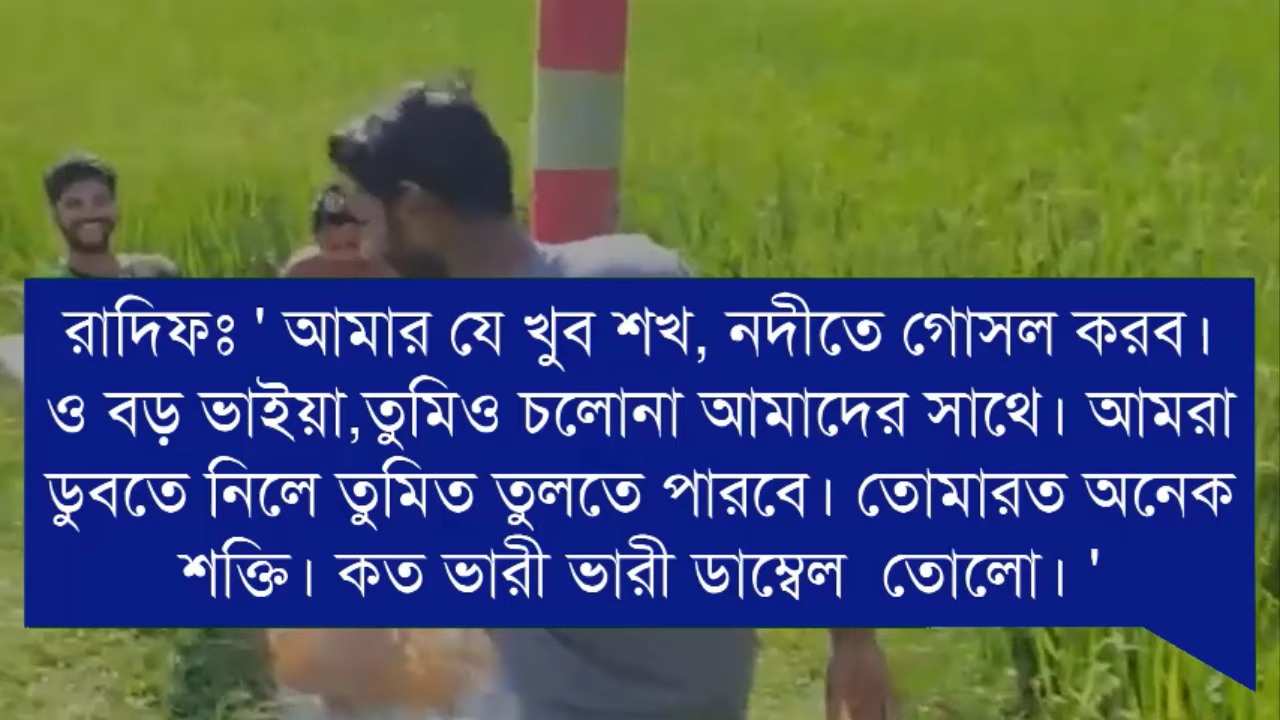 রাদিফঃ ' আমার যে খুব শখ, নদীতে গোসল করব।
ও বড় ভাইয়া,তুমিও চলোনা আমাদের সাথে। আমরা
ডুবতে নিলে তুমিত তুলতে পারবে। তোমারত অনেক
শক্তি। কত ভারী ভারী ডাম্বেল তোলো। '